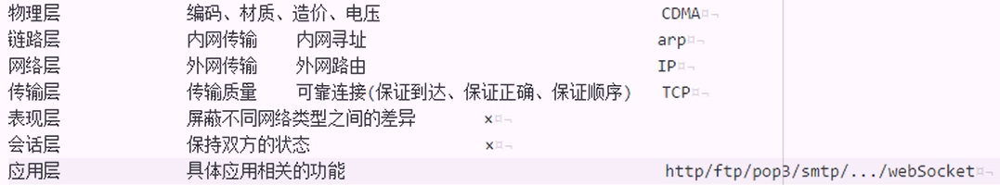 物理层 编码、材质、造价、电压 CDMA
链路层 内网传输 内网寻址 arp
网络层 外网传输 外网路由 IP
传输层 传输质量 可靠连接(保证到达、保证正确、保证顺序) TCP
表现层 屏蔽不同网络类型之间的差异 x
会话层 保持双方的状态 x
应用层 具体应用相关的功能 http/ftp/pop3/smtp/.../webSocket